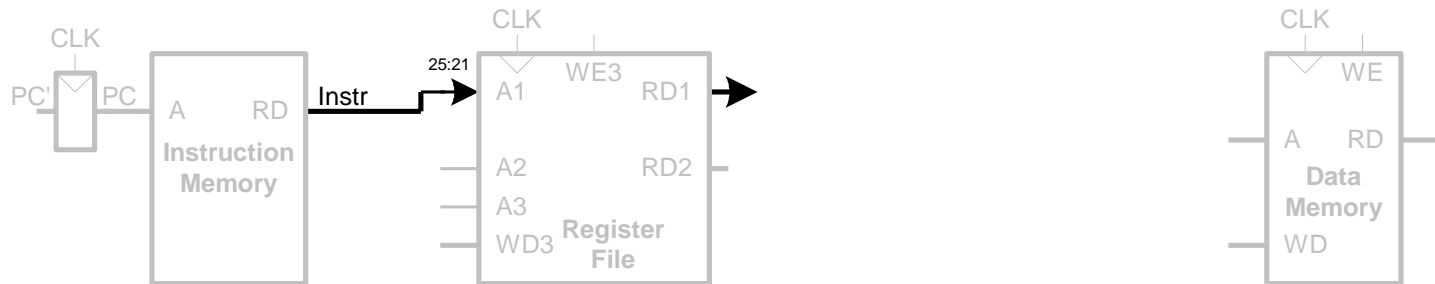 CLK
PC'
PC
A
RD
Instruction
Memory
Instr
25:21
CLK
WE3
A1
RD1
A2
RD2
A3
WD3
Register
File
CLK
WE
A
RD
Data
Memory
WD